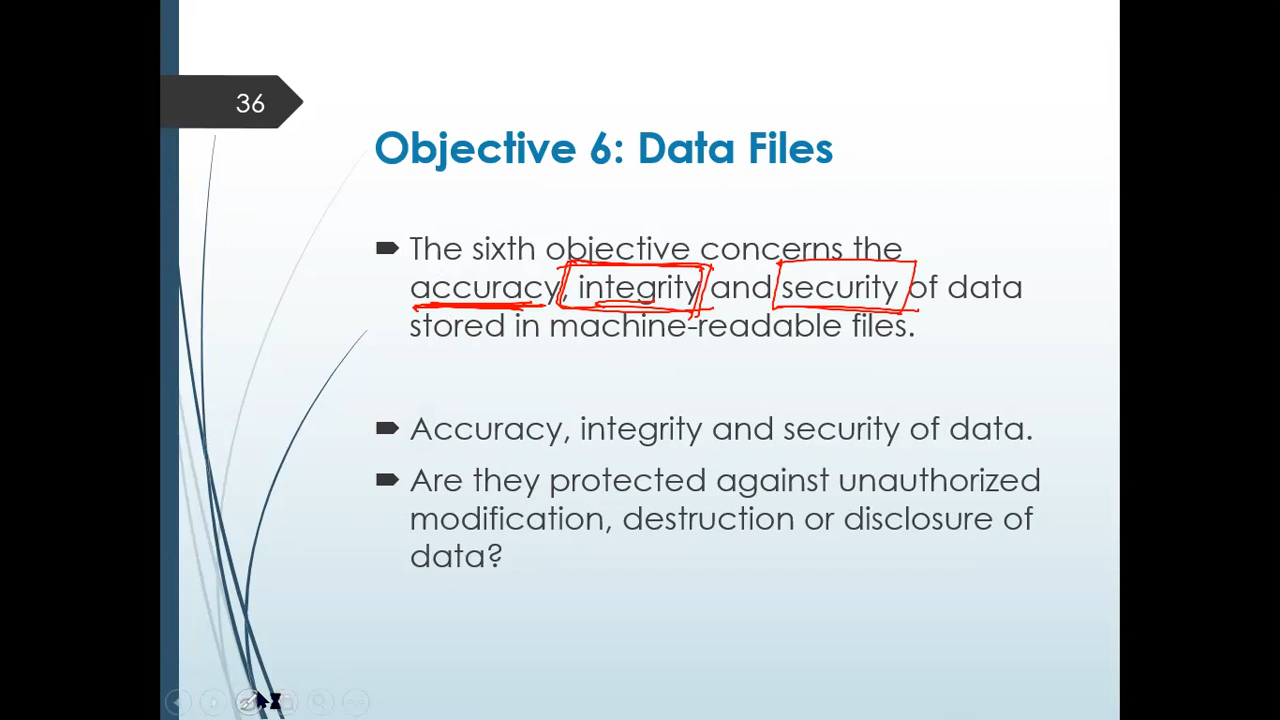 36
Objective 6: Data Files
The sixth objective concerns the
accuracy, integrity and security of data
stored in machine-readable files.
Accuracy, integrity and security of data.
Are they protected against unauthorized
modification, destruction or disclosure of
data?